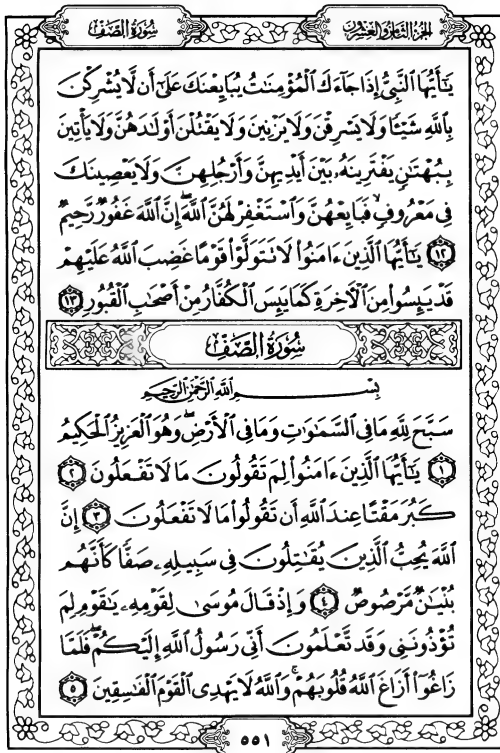 الجزء الثامن والعشرون
سورة الصف
يَـٰٓأَيُّهَا ٱلنَّبِيُّ إِذَا جَآءَكَ ٱلْمُؤْمِنَـٰتُ يُبَايِعْنَكَ عَلَىٰٓ أَن لَّا يُشْرِكْنَ
بِٱللَّهِ شَيْـًٔا وَلَا يَسْرِقْنَ وَلَا يَزْنِينَ وَلَا يَقْتُلْنَ أَوْلَـٰدَهُنَّ وَلَا يَأْتِينَ
بِبُهْتَـٰنٍ يَفْتَرِينَهُۥ بَيْنَ أَيْدِيهِنَّ وَأَرْجُلِهِنَّ وَلَا يَعْصِينَكَ
فِى مَعْرُوفٍ ۙ فَبَايِعْهُنَّ وَٱسْتَغْفِرْ لَهُنَّ ٱللَّهَ ۖ إِنَّ ٱللَّهَ غَفُورٌ رَّحِيمٌ
١٢ يَـٰٓأَيُّهَا ٱلَّذِينَ ءَامَنُوا۟ لَا تَتَوَلَّوْا۟ قَوْمًا غَضِبَ ٱللَّهُ عَلَيْهِمْ
قَدْ يَئِسُوا۟ مِنَ ٱلْـَٔاخِرَةِ كَمَا يَئِسَ ٱلْكُفَّارُ مِنْ أَصْحَـٰبِ ٱلْقُبُورِ ١٣
سُورَةُ الصَّفِّ
بِسْمِ ٱللَّهِ ٱلرَّحْمَـٰنِ ٱلرَّحِيمِ
سَبَّحَ لِلَّهِ مَا فِى ٱلسَّمَـٰوَٰتِ وَمَا فِى ٱلْأَرْضِ ۖ وَهُوَ ٱلْعَزِيزُ ٱلْحَكِيمُ
١ يَـٰٓأَيُّهَا ٱلَّذِينَ ءَامَنُوا۟ لِمَ تَقُولُونَ مَا لَا تَفْعَلُونَ ٢
كَبُرَ مَقْتًا عِندَ ٱللَّهِ أَن تَقُولُوا۟ مَا لَا تَفْعَلُونَ ٣ إِنَّ
ٱللَّهَ يُحِبُّ ٱلَّذِينَ يُقَـٰتِلُونَ فِى سَبِيلِهِۦ صَفًّا كَأَنَّهُم
بُنْيَـٰنٌ مَّرْصُوصٌ ٤ وَإِذْ قَالَ مُوسَىٰ لِقَوْمِهِۦ يَـٰقَوْمِ لِمَ
تُؤْذُونَنِى وَقَد تَّعْلَمُونَ أَنِّى رَسُولُ ٱللَّهِ إِلَيْكُمْ ۖ فَلَمَّا
زَاغُوٓا۟ أَزَاغَ ٱللَّهُ قُلُوبَهُمْ ۚ وَٱللَّهُ لَا يَهْدِى ٱلْقَوْمَ ٱلْفَـٰسِقِينَ ٥
٥٥١